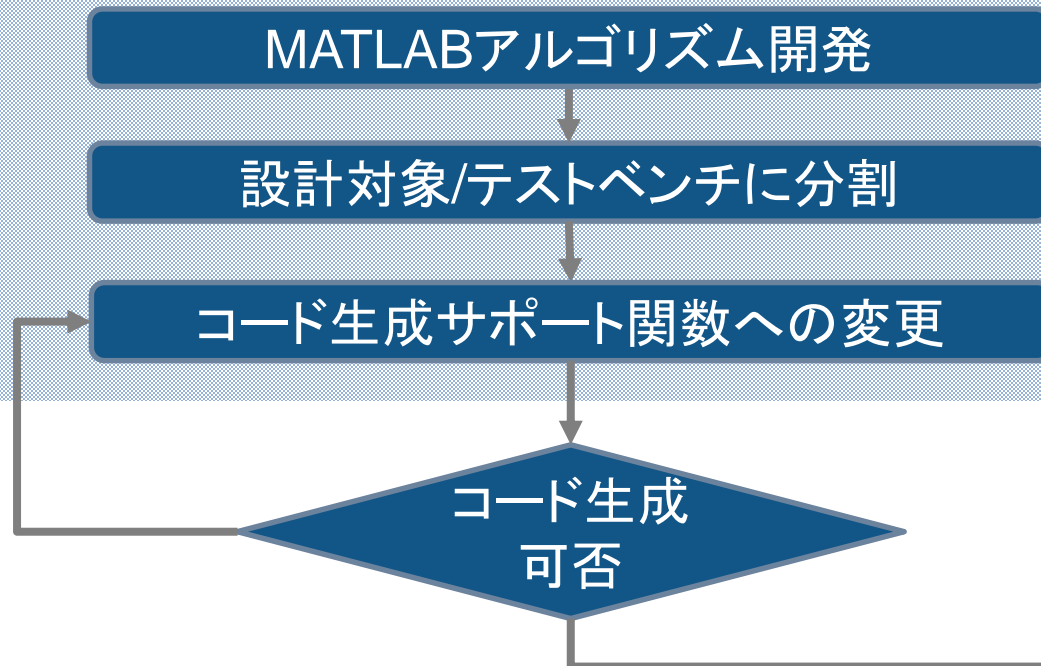 MATLABアルゴリズム開発
設計対象/テストベンチに分割
コード生成サポート関数への変更
コード生成
可否